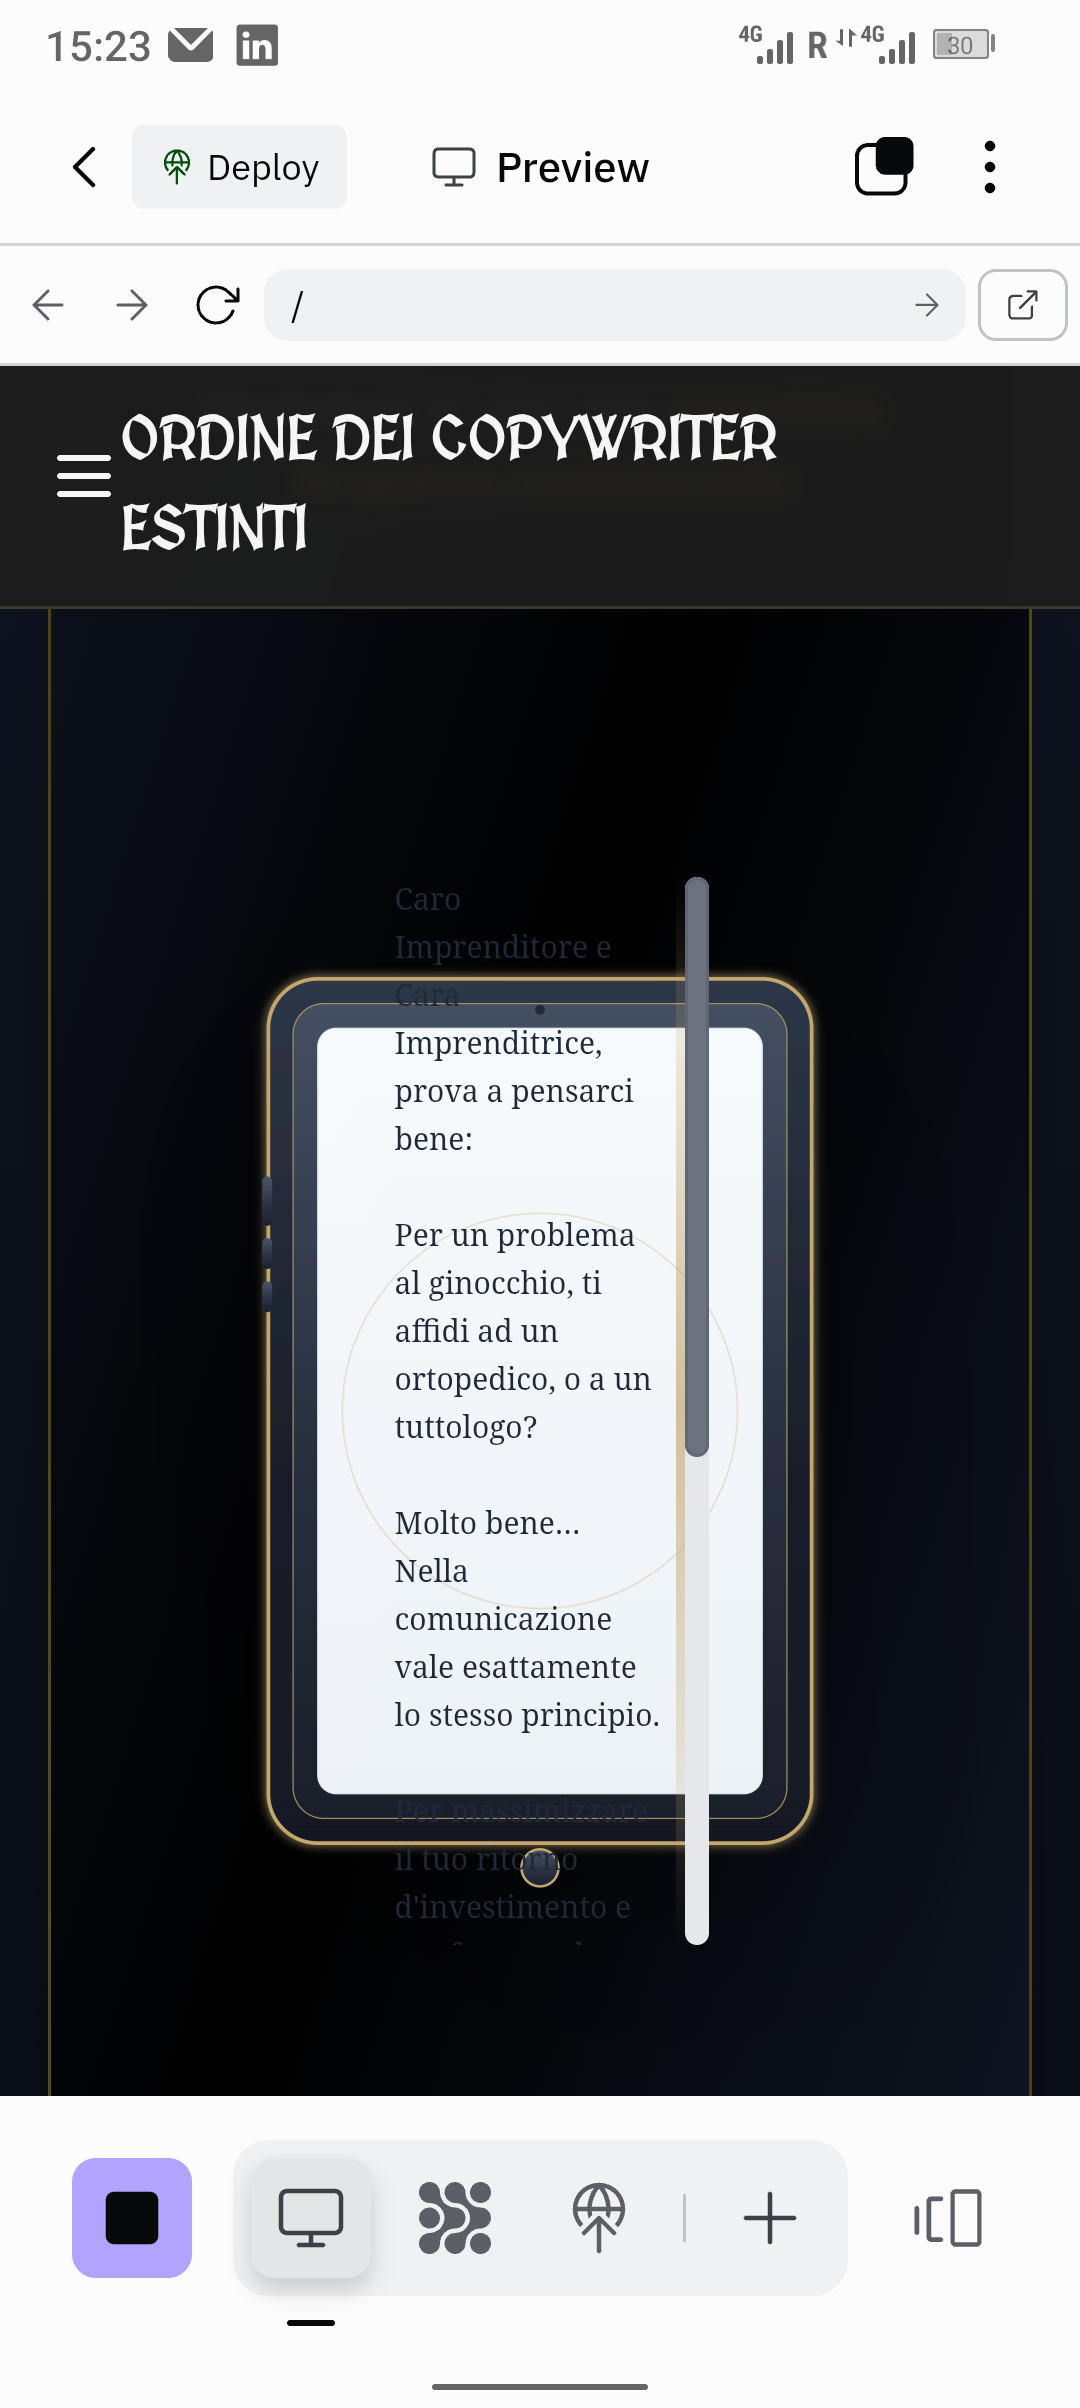 15:23
4G R 4G 30
Deploy
Preview
/
ORDINE DEI COPYWRITER
ESTINTI
Caro
Imprenditore e
Cara
Imprenditrice,
prova a pensarci
bene:
Per un problema
al ginocchio, ti
affidi ad un
ortopedico, o a un
tuttologo?
Molto bene...
Nella
comunicazione
vale esattamente
lo stesso principio.
Per massimizzare
il tuo ritorno
d'investimento e